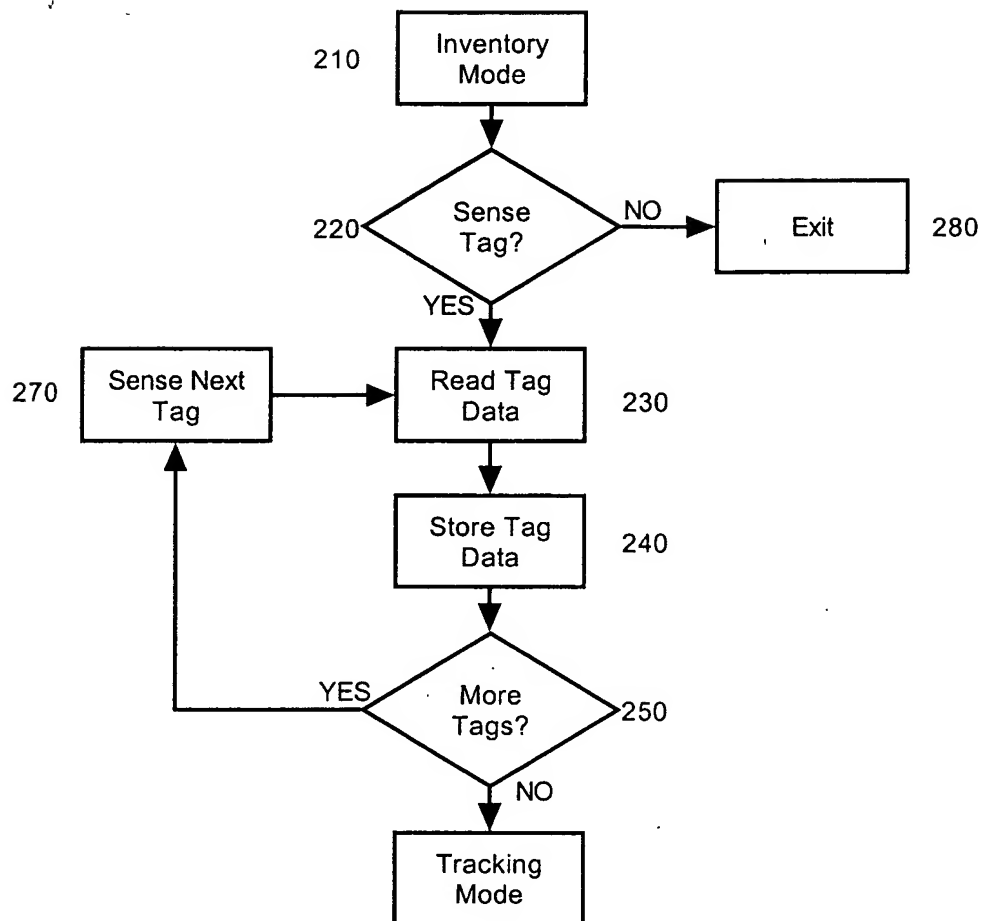 210
Inventory
Mode
220
Sense
Tag?
NO
Exit
280
YES
270
Sense Next
Tag
Read Tag
Data
230
Store Tag
Data
240
YES
More
Tags?
250
NO
Tracking
Mode